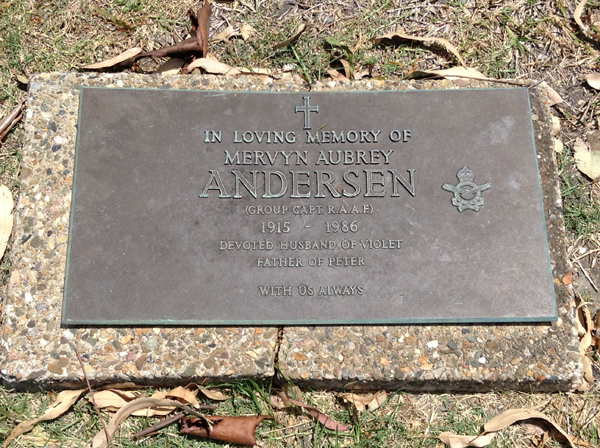 IN LOVING MEMORY OF
MERVYN AUBREY
ANDERSEN
(GROUP CAPT. R.A.A.F.)
1915 - 1986
DEVOTED HUSBAND OF VIOLET
FATHER OF PETER
WITH US ALWAYS